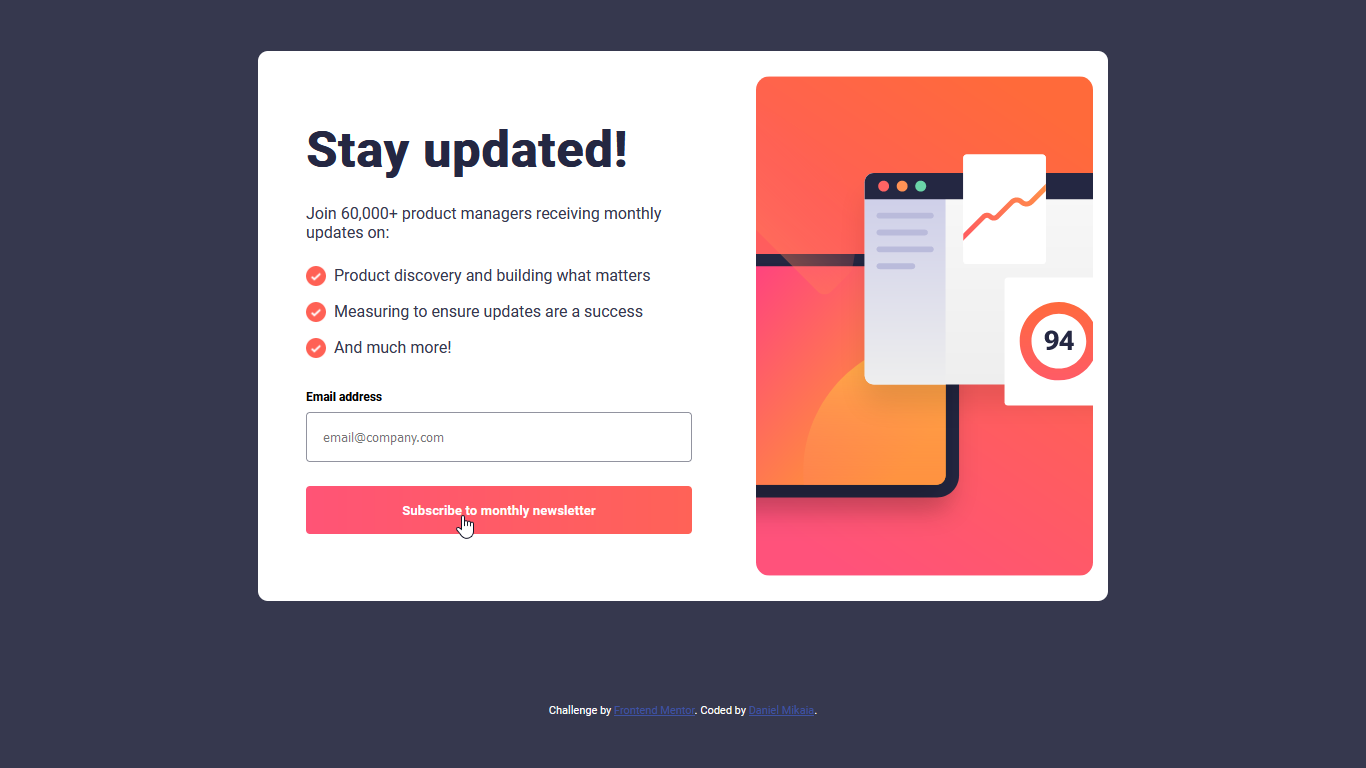 Stay updated!
Join 60,000+ product managers receiving monthly
updates on:
Product discovery and building what matters
Measuring to ensure updates are a success
And much more!
Email address
email@company.com
Subscribe to monthly newsletter
94
Challenge by Frontend Mentor. Coded by Daniel Mikaia.